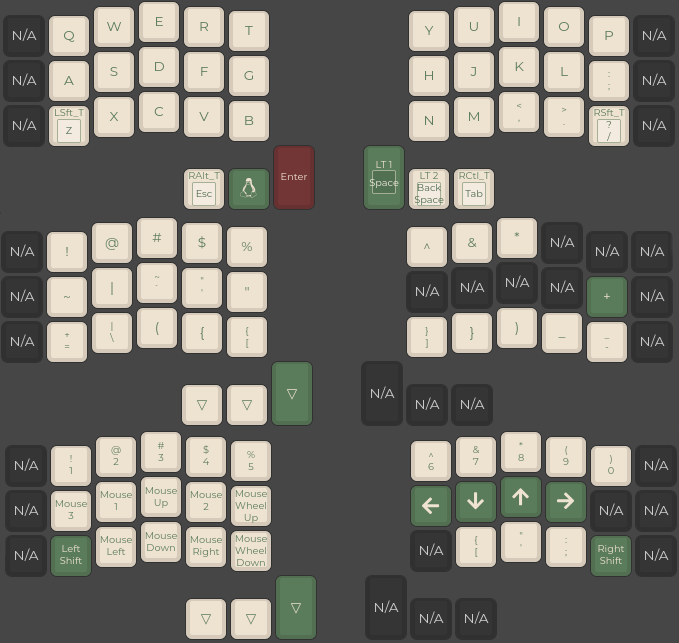 N/A Q W E R T Y U I O P N/A
N/A A S D F G H J K L : ; N/A
N/A LSft_T Z X C V B N M < , > . RSft_T ? / N/A
RAlt_T Esc Enter LT 1 Space LT 2 Back Space RCtl_T Tab
N/A ! @ # $ % ^ & * N/A N/A N/A
N/A ~ | ~ ` " ' " N/A N/A N/A N/A + N/A
N/A + = | \ ( { { [ } ] } ) _ _ - N/A
▽ ▽ ▽ N/A N/A N/A
N/A ! 1 @ 2 # 3 $ 4 % 5 ^ 6 & 7 * 8 ( 9 ) 0 N/A
N/A Mouse 3 Mouse 1 Mouse Up Mouse 2 Mouse Wheel Up ← ↓ ↑ → N/A N/A
N/A Left Shift Mouse Left Mouse Down Mouse Right Mouse Wheel Down N/A { [ " ' : ; Right Shift N/A
▽ ▽ ▽ N/A N/A N/A